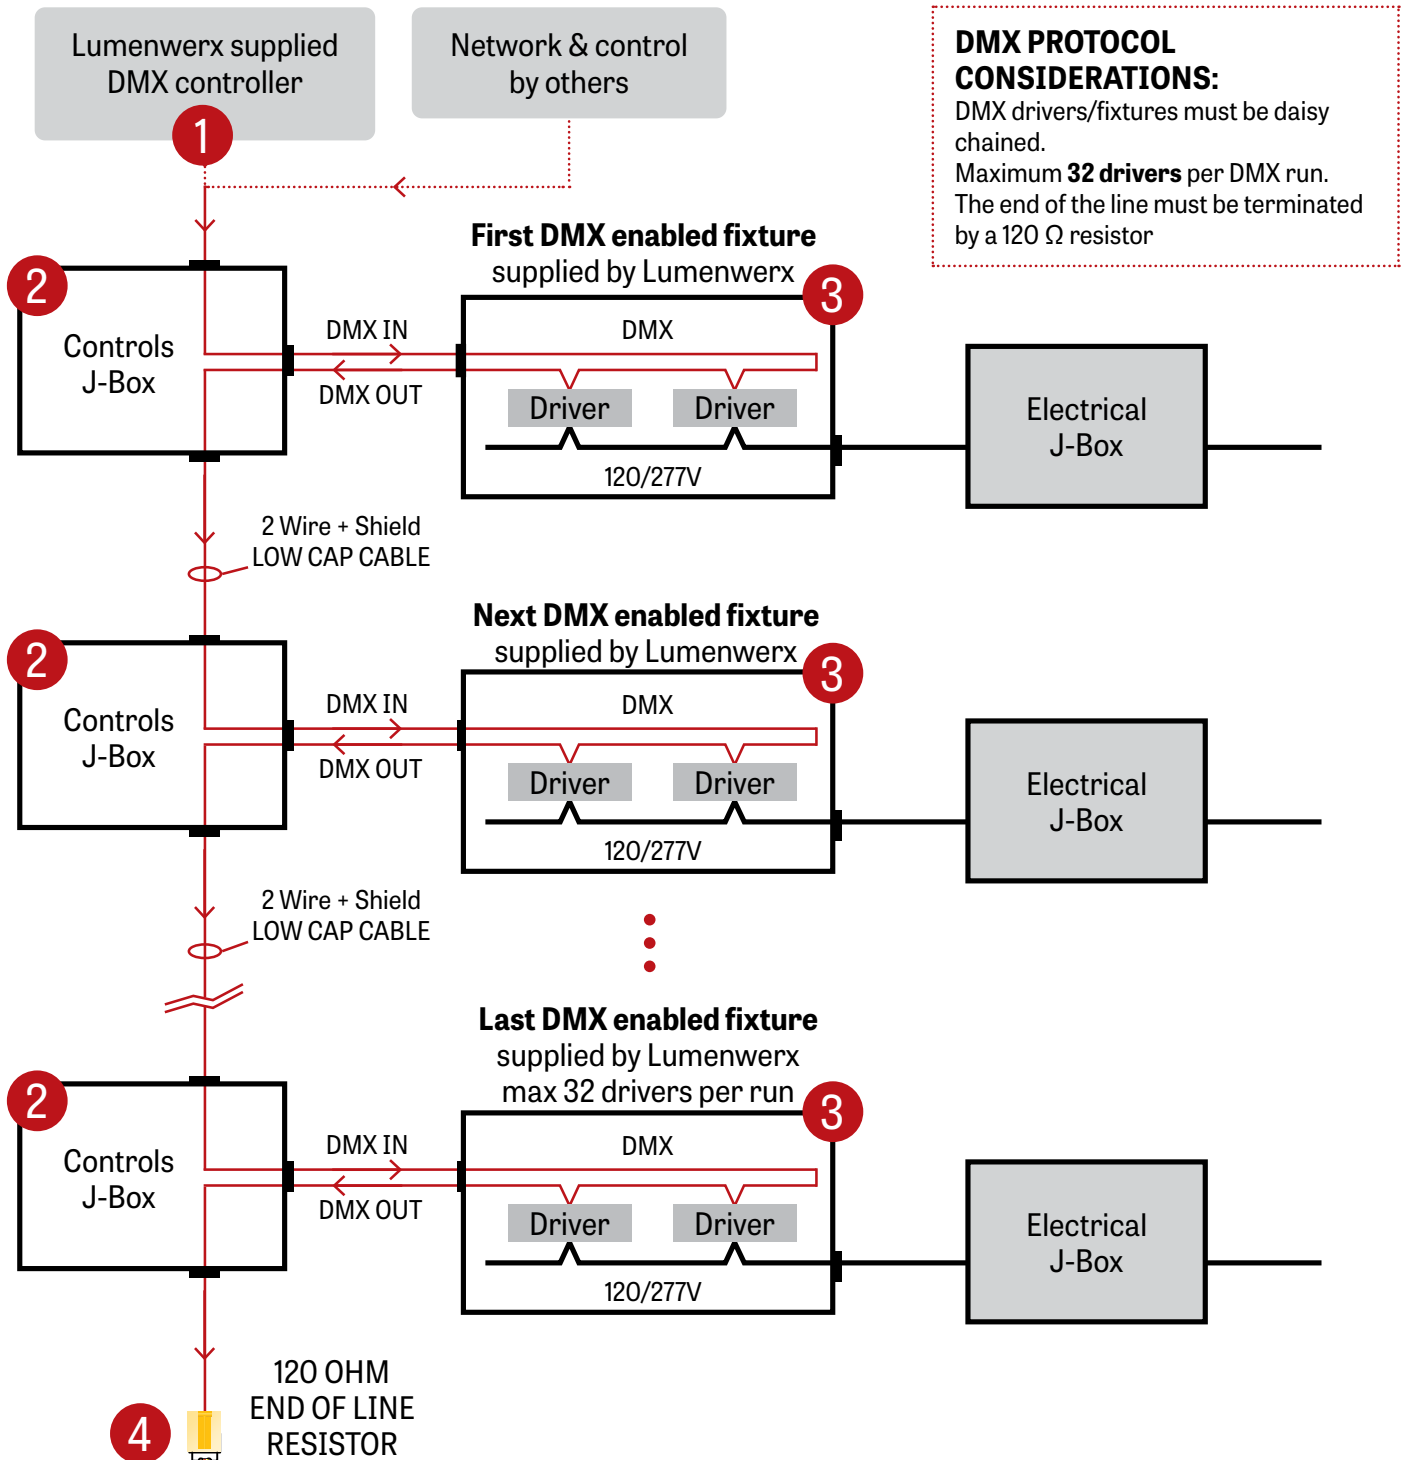 Lumenwerx supplied
DMX controller
1
Network & control
by others
DMX PROTOCOL
CONSIDERATIONS:
DMX drivers/fixtures must be daisy
chained.
Maximum 32 drivers per DMX run.
The end of the line must be terminated
by a 120 Ω resistor
2
Controls
J-Box
DMX IN
DMX OUT
First DMX enabled fixture
supplied by Lumenwerx
3
DMX
Driver
Driver
120/277V
Electrical
J-Box
2 Wire + Shield
LOW CAP CABLE
2
Controls
J-Box
DMX IN
DMX OUT
Next DMX enabled fixture
supplied by Lumenwerx
3
DMX
Driver
Driver
120/277V
Electrical
J-Box
2 Wire + Shield
LOW CAP CABLE
2
Controls
J-Box
DMX IN
DMX OUT
Last DMX enabled fixture
supplied by Lumenwerx
max 32 drivers per run
3
DMX
Driver
Driver
120/277V
Electrical
J-Box
4
120 OHM
END OF LINE
RESISTOR